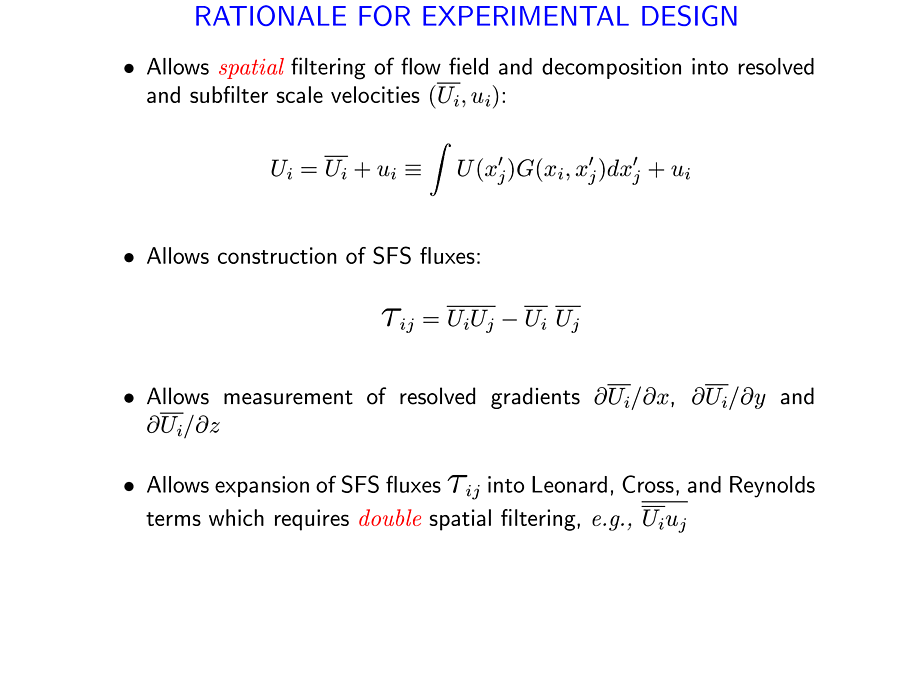 RATIONALE FOR EXPERIMENTAL DESIGN
• Allows spatial filtering of flow field and decomposition into resolved
and subfilter scale velocities ($\overline{U_i}, u_i$):
$U_i = \overline{U_i} + u_i \equiv \int U(x'_j) G(x_i, x'_j) dx'_j + u_i$
• Allows construction of SFS fluxes:
$\mathcal{T}_{ij} = \overline{U_i U_j} - \overline{U_i}\ \overline{U_j}$
• Allows measurement of resolved gradients $\partial \overline{U_i}/\partial x$, $\partial \overline{U_i}/\partial y$ and
$\partial \overline{U_i}/\partial z$
• Allows expansion of SFS fluxes $\mathcal{T}_{ij}$ into Leonard, Cross, and Reynolds
terms which requires double spatial filtering, e.g., $\overline{\overline{U_i} u_j}$